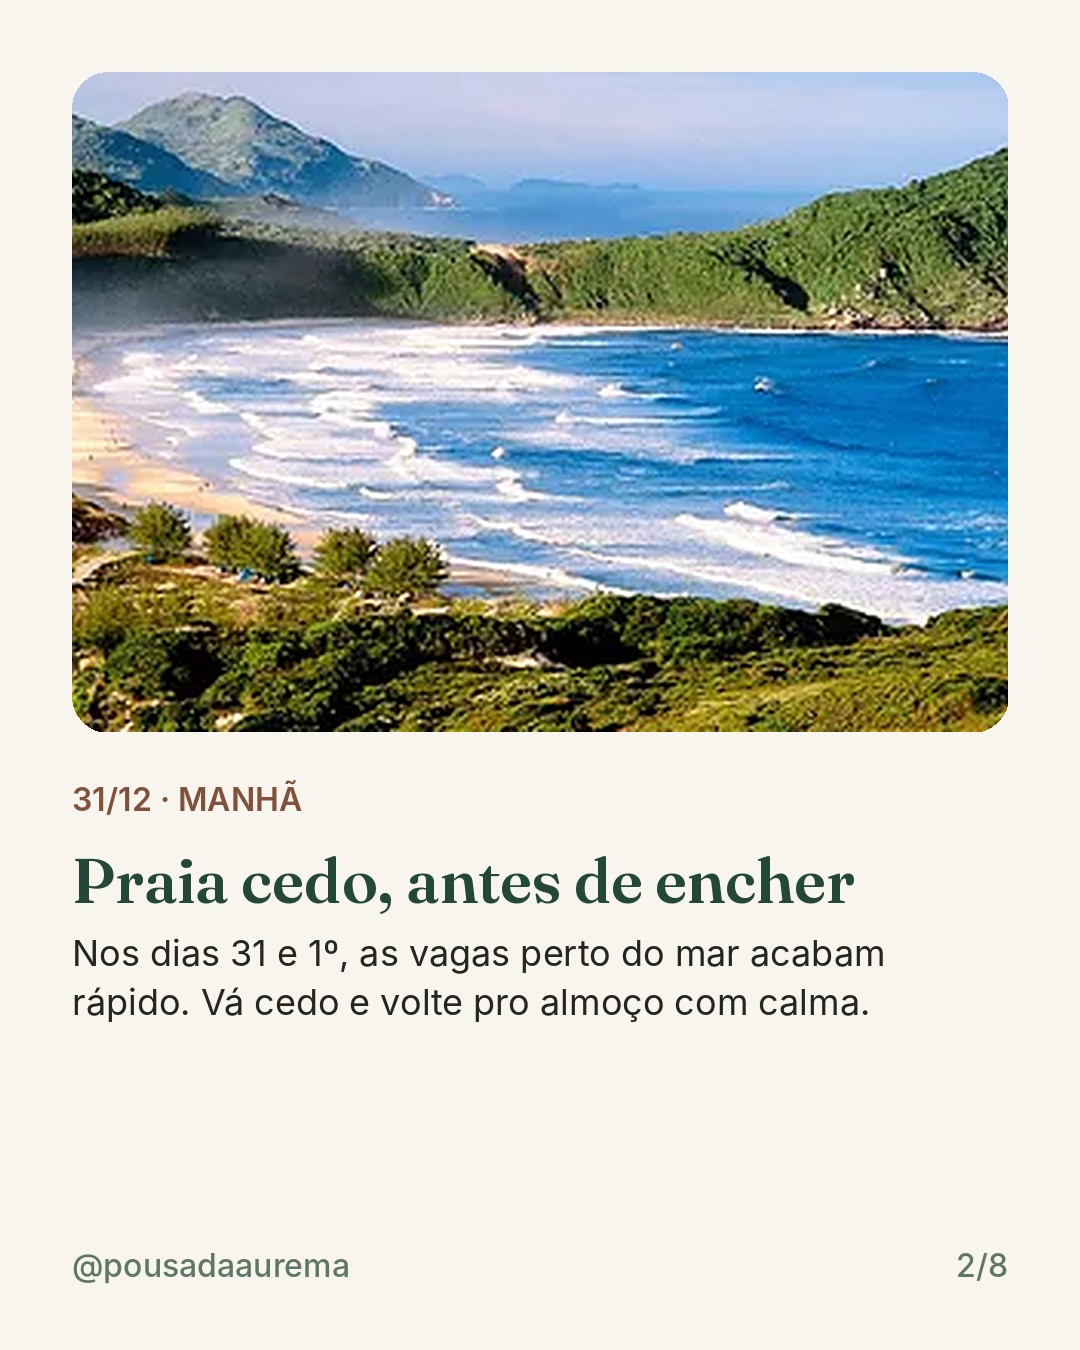 31/12 · MANHÃ
Praia cedo, antes de encher
Nos dias 31 e 1º, as vagas perto do mar acabam
rápido. Vá cedo e volte pro almoço com calma.
@pousadaaurema
2/8